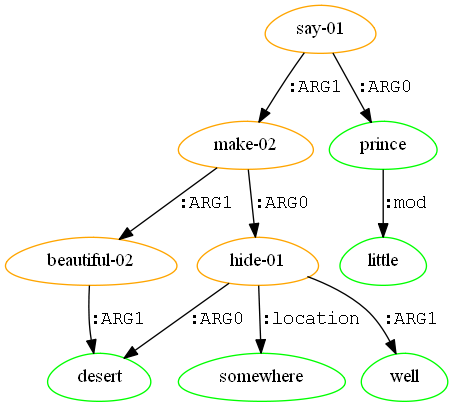 say-01
:ARG1 :ARG0
make-02 prince
:ARG1 :ARG0 :mod
beautiful-02 hide-01 little
:ARG1 :ARG0 :location :ARG1
desert somewhere well